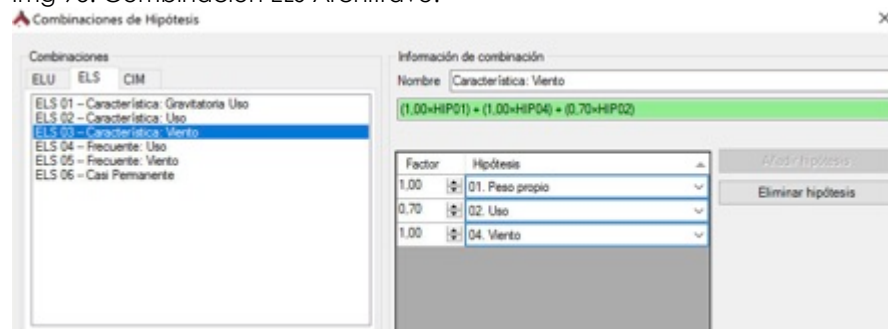 Img 76. Combinación ELS Architrave.
Combinaciones de Hipótesis
Combinaciones
ELU ELS CIM
ELS 01 - Característica: Gravitatoria Uso
ELS 02 - Característica: Uso
ELS 03 - Característica: Viento
ELS 04 - Frecuente: Uso
ELS 05 - Frecuente: Viento
ELS 06 - Casi Permanente
Información de combinación
Nombre Característica: Viento
(1,00×HIP01) + (1,00×HIP04) + (0,70×HIP02)
Factor Hipótesis
1,00 01. Peso propio
0,70 02. Uso
1,00 04. Viento
Añadir hipótesis
Eliminar hipótesis